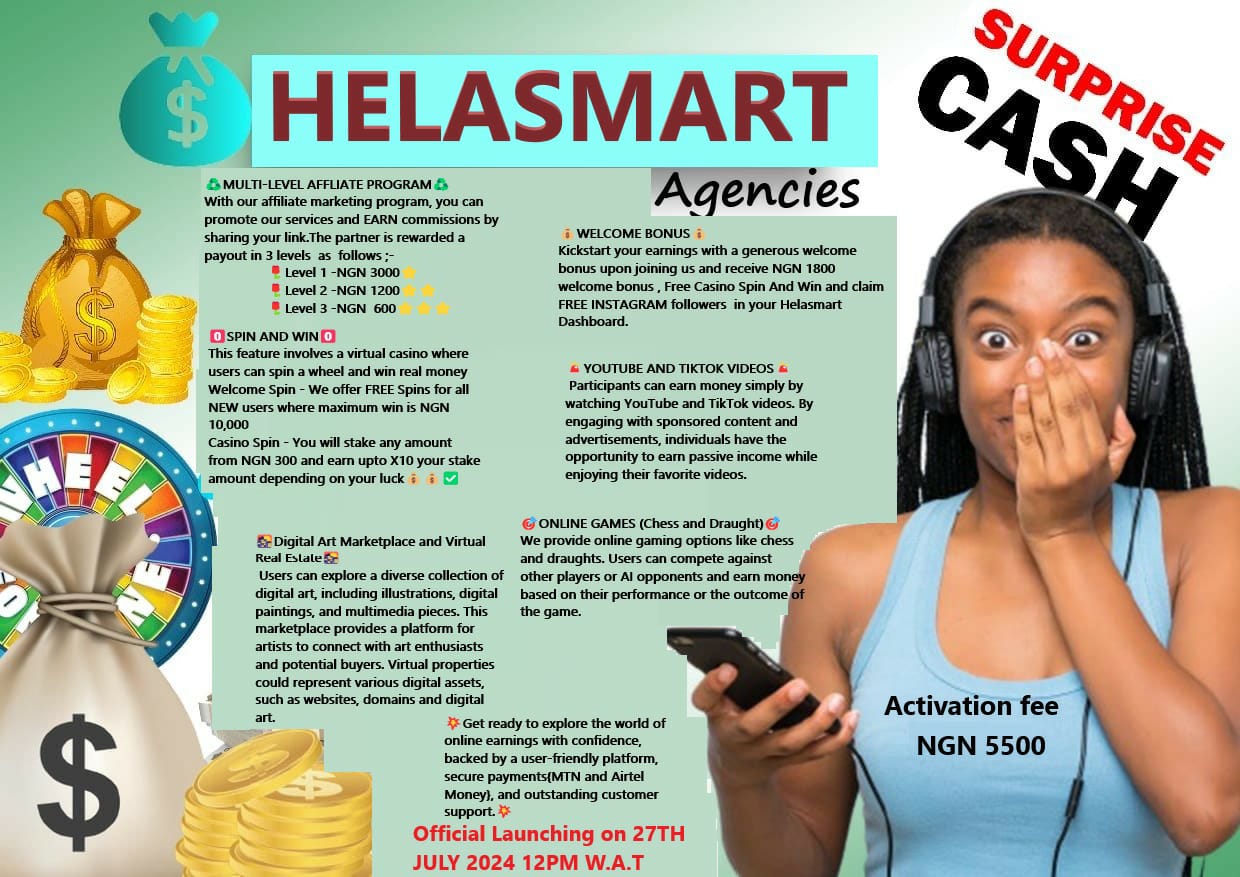 HELASMART
Agencies
SURPRISE
CASH
♻️MULTI-LEVEL AFFLIATE PROGRAM♻️
With our affiliate marketing program, you can
promote our services and EARN commissions by
sharing your link.The partner is rewarded a
payout in 3 levels as follows ;-
🌷Level 1 -NGN 3000⭐
🌷Level 2 -NGN 1200⭐⭐
🌷Level 3 -NGN 600⭐⭐⭐
0️⃣SPIN AND WIN0️⃣
This feature involves a virtual casino where
users can spin a wheel and win real money
Welcome Spin - We offer FREE Spins for all
NEW users where maximum win is NGN
10,000
Casino Spin - You will stake any amount
from NGN 300 and earn upto X10 your stake
amount depending on your luck💰💰✅
Digital Art Marketplace and Virtual
Real Estate
Users can explore a diverse collection of
digital art, including illustrations, digital
paintings, and multimedia pieces. This
marketplace provides a platform for
artists to connect with art enthusiasts
and potential buyers. Virtual properties
could represent various digital assets,
such as websites, domains and digital
art.
💰WELCOME BONUS💰
Kickstart your earnings with a generous welcome
bonus upon joining us and receive NGN 1800
welcome bonus , Free Casino Spin And Win and claim
FREE INSTAGRAM followers in your Helasmart
Dashboard.
YOUTUBE AND TIKTOK VIDEOS
Participants can earn money simply by
watching YouTube and TikTok videos. By
engaging with sponsored content and
advertisements, individuals have the
opportunity to earn passive income while
enjoying their favorite videos.
🎯ONLINE GAMES (Chess and Draught)🎯
We provide online gaming options like chess
and draughts. Users can compete against
other players or AI opponents and earn money
based on their performance or the outcome of
the game.
💥Get ready to explore the world of
online earnings with confidence,
backed by a user-friendly platform,
secure payments(MTN and Airtel
Money), and outstanding customer
support.💥
Official Launching on 27TH
JULY 2024 12PM W.A.T
Activation fee
NGN 5500
WHEEL
$
$
$